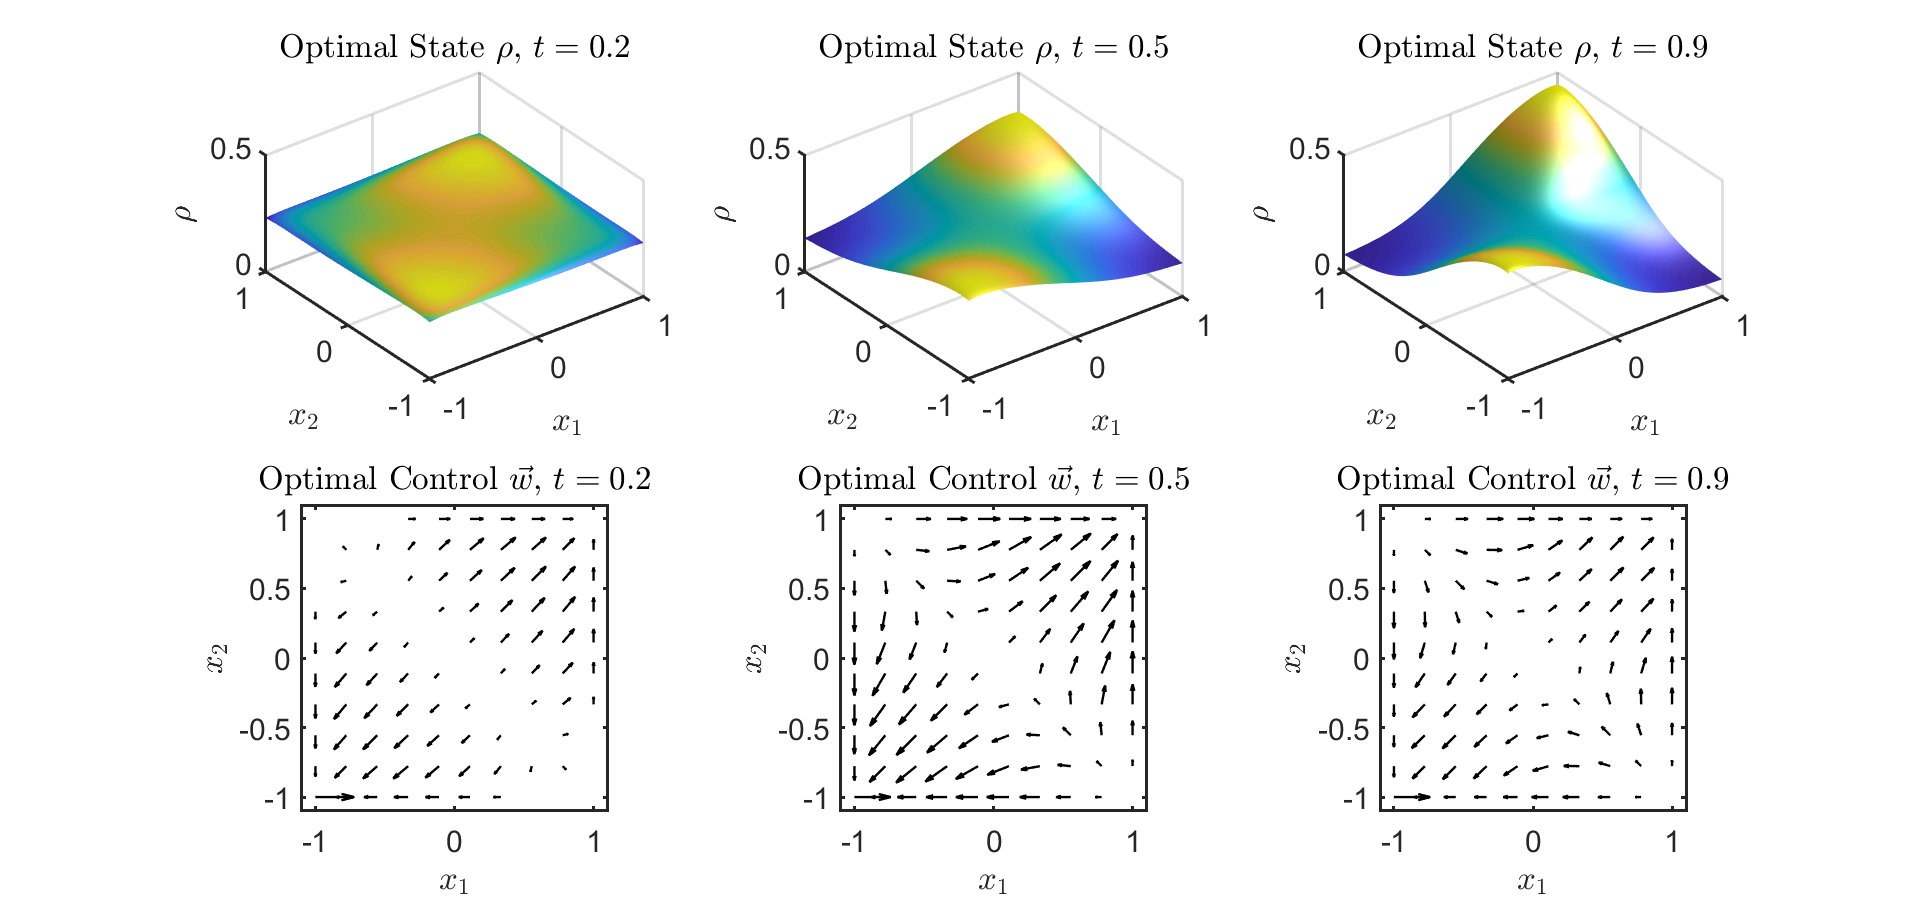 Optimal State ρ, t = 0.2
0.5
0
ρ
1
0
-1
x₂
-1
0
1
x₁
Optimal State ρ, t = 0.5
0.5
0
ρ
1
0
-1
x₂
-1
0
1
x₁
Optimal State ρ, t = 0.9
0.5
0
ρ
1
0
-1
x₂
-1
0
1
x₁
Optimal Control w⃗, t = 0.2
1
0.5
0
-0.5
-1
x₂
-1 0 1
x₁
Optimal Control w⃗, t = 0.5
1
0.5
0
-0.5
-1
x₂
-1 0 1
x₁
Optimal Control w⃗, t = 0.9
1
0.5
0
-0.5
-1
x₂
-1 0 1
x₁